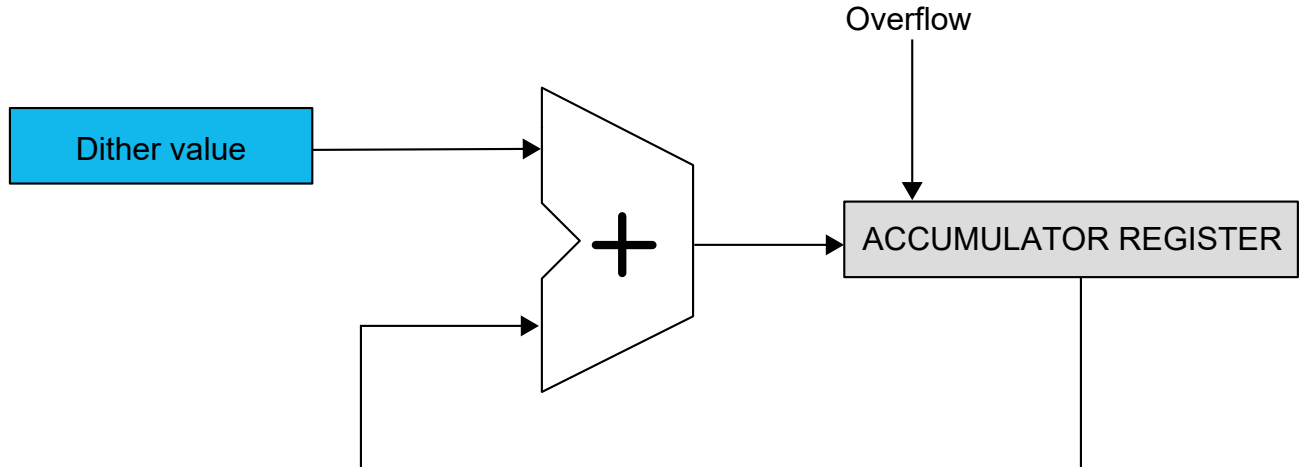 Overflow
Dither value
+
ACCUMULATOR REGISTER